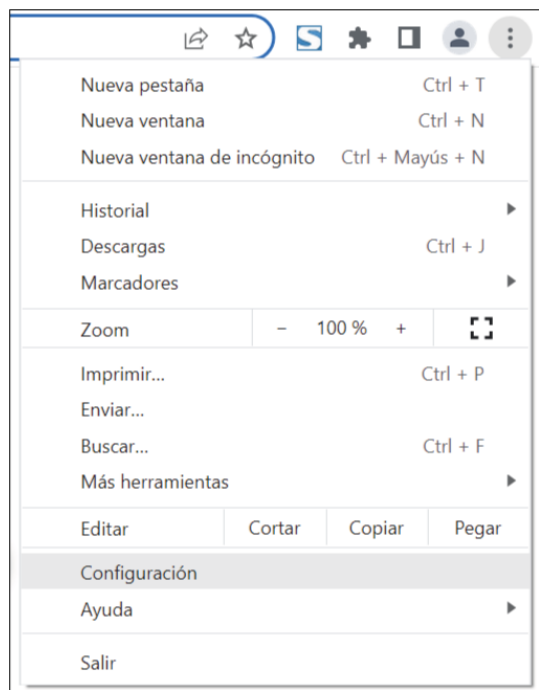 Nueva pestaña Ctrl + T
Nueva ventana Ctrl + N
Nueva ventana de incógnito Ctrl + Mayús + N
Historial
Descargas Ctrl + J
Marcadores
Zoom - 100 % +
Imprimir... Ctrl + P
Enviar...
Buscar... Ctrl + F
Más herramientas
Editar Cortar Copiar Pegar
Configuración
Ayuda
Salir